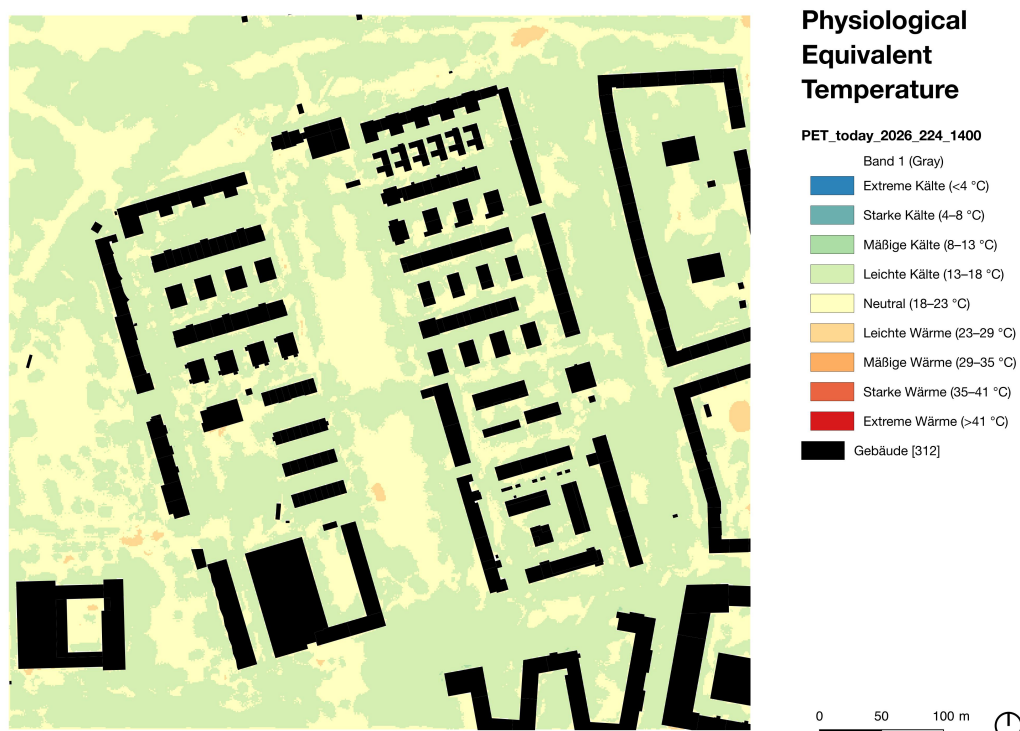 Physiological
Equivalent
Temperature
PET_today_2026_224_1400
Band 1 (Gray)
Extreme Kälte (<4 °C)
Starke Kälte (4–8 °C)
Mäßige Kälte (8–13 °C)
Leichte Kälte (13–18 °C)
Neutral (18–23 °C)
Leichte Wärme (23–29 °C)
Mäßige Wärme (29–35 °C)
Starke Wärme (35–41 °C)
Extreme Wärme (>41 °C)
Gebäude [312]
0 50 100 m